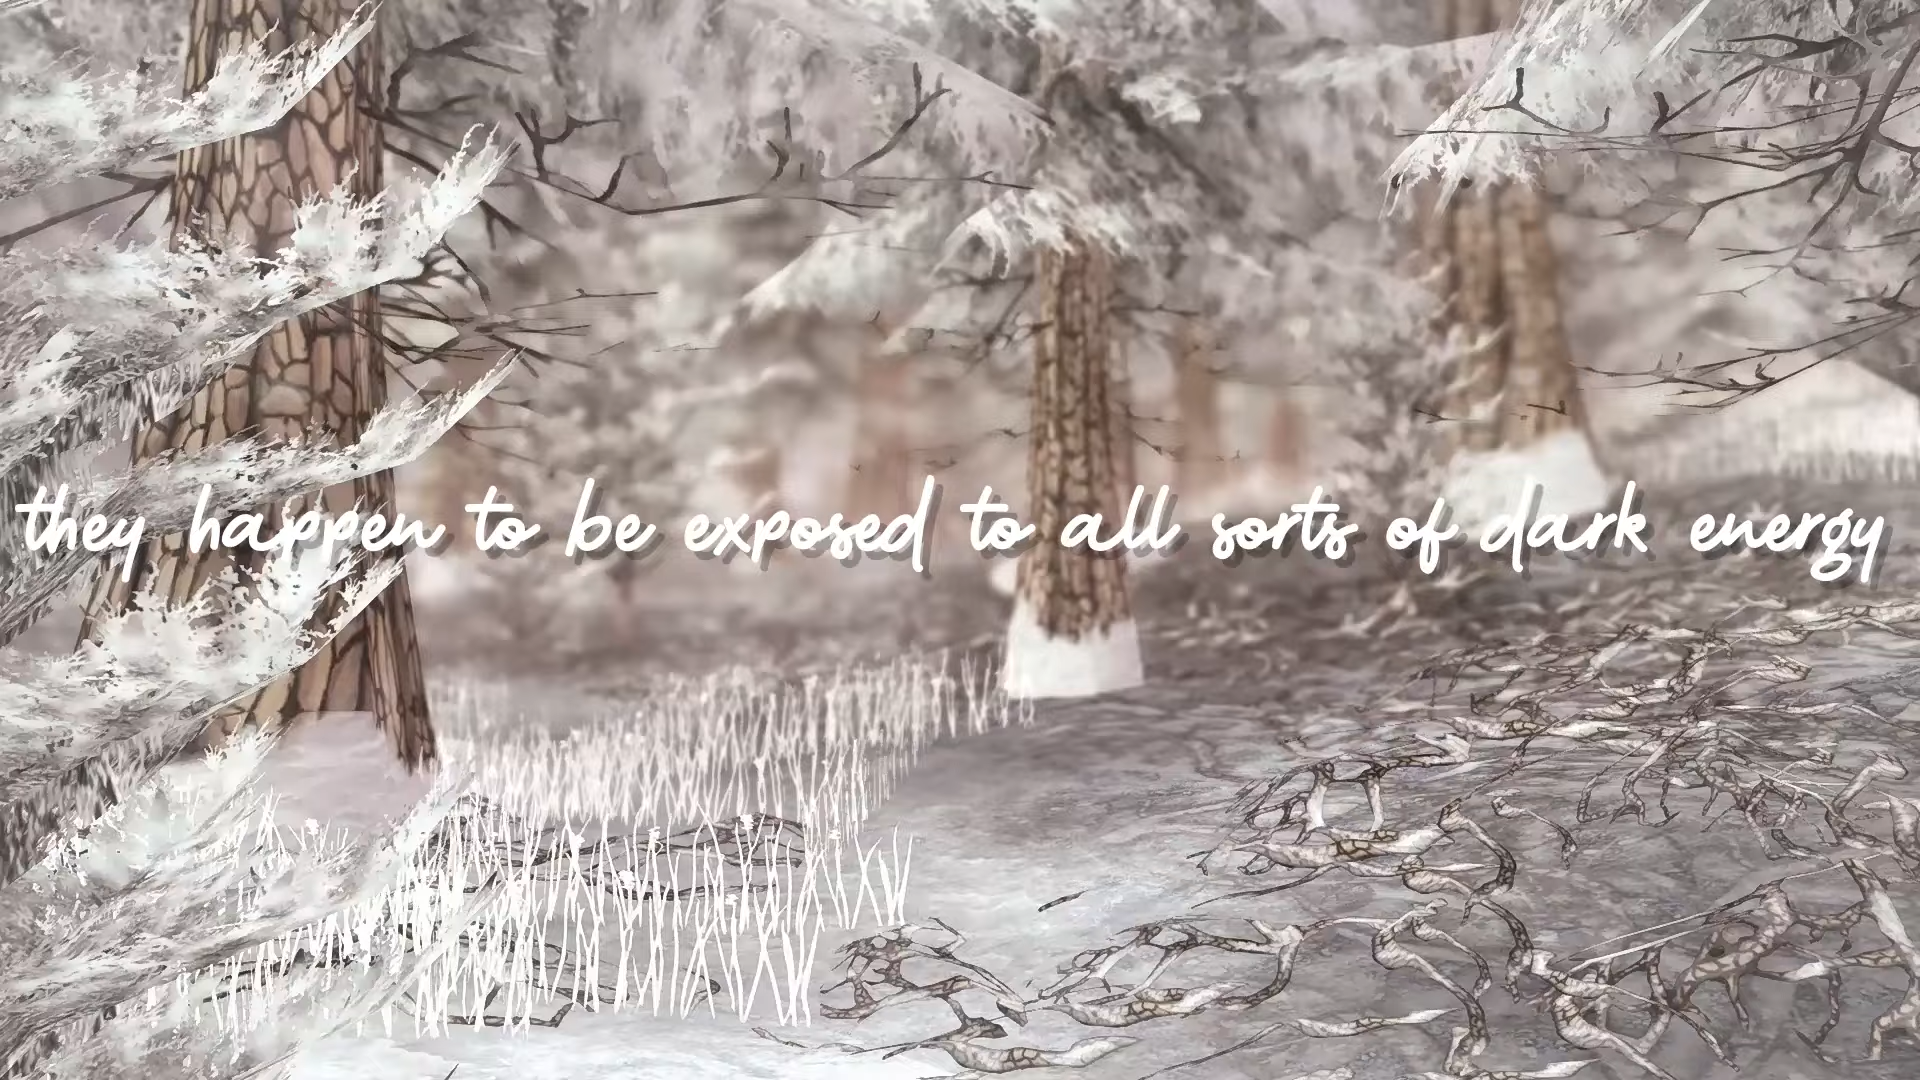 they happen to be exposed to all sorts of dark energy